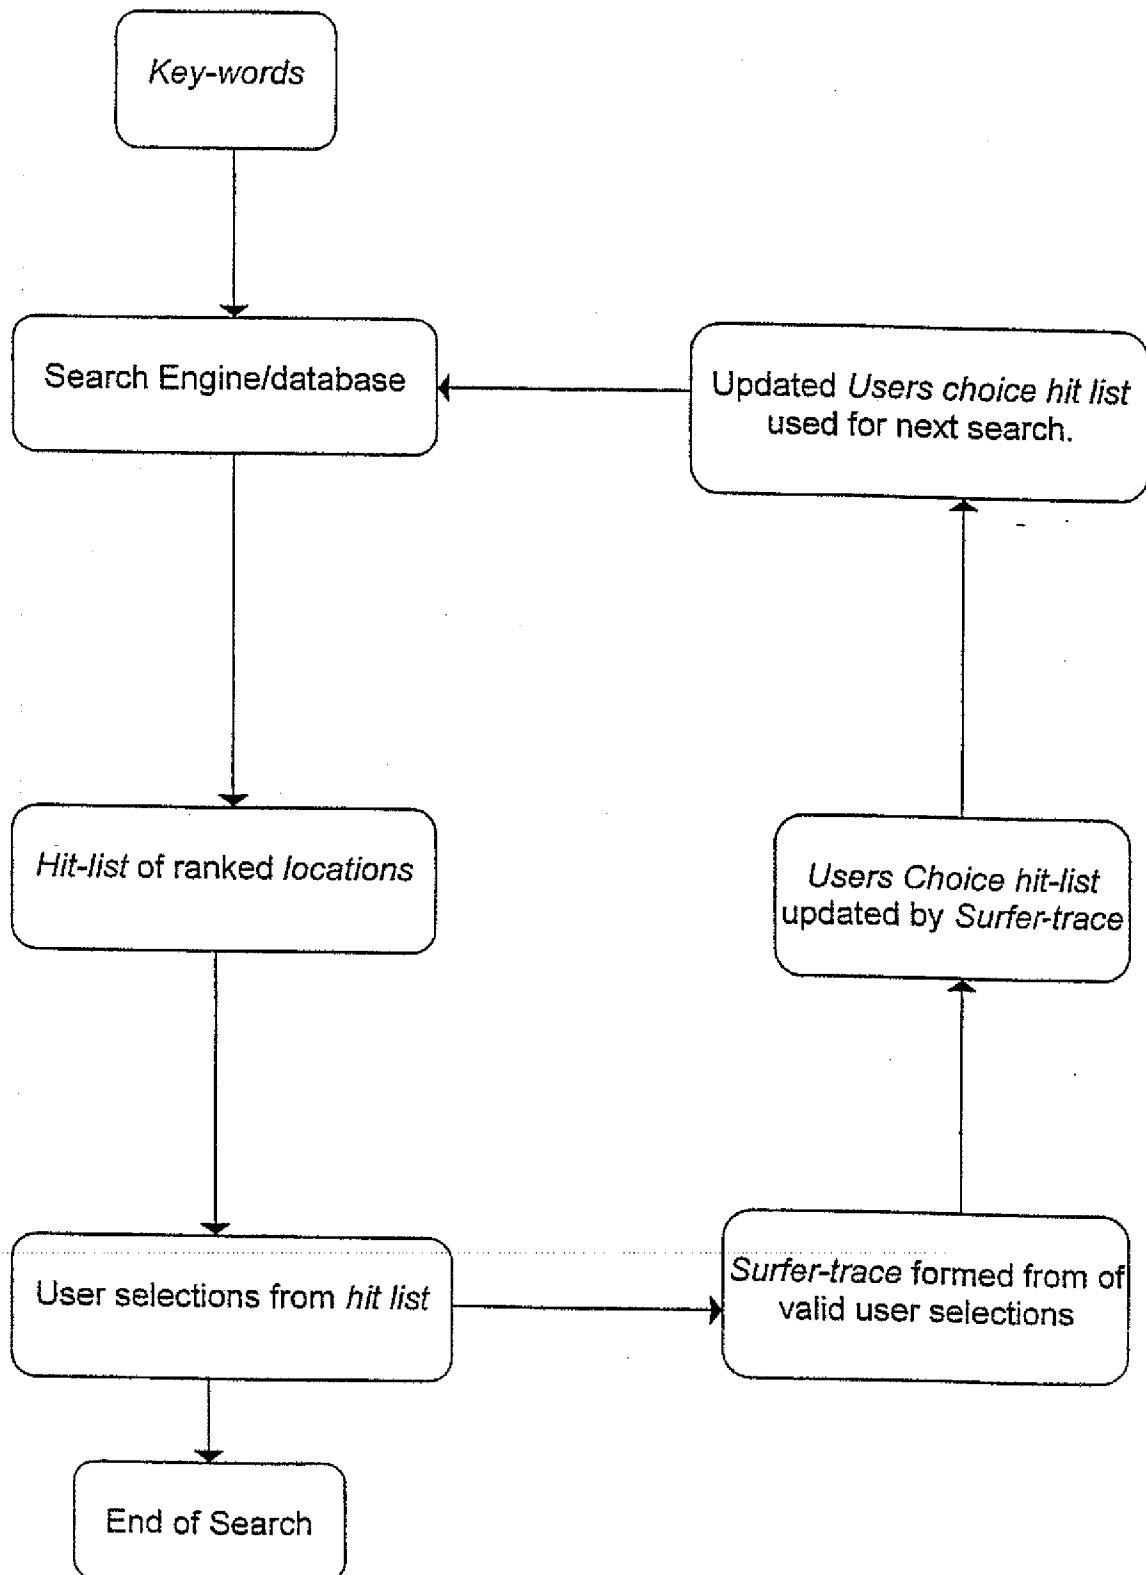 Key-words
Search Engine/database
Updated Users choice hit list
used for next search.
Hit-list of ranked locations
Users Choice hit-list
updated by Surfer-trace
User selections from hit list
Surfer-trace formed from of
valid user selections
End of Search